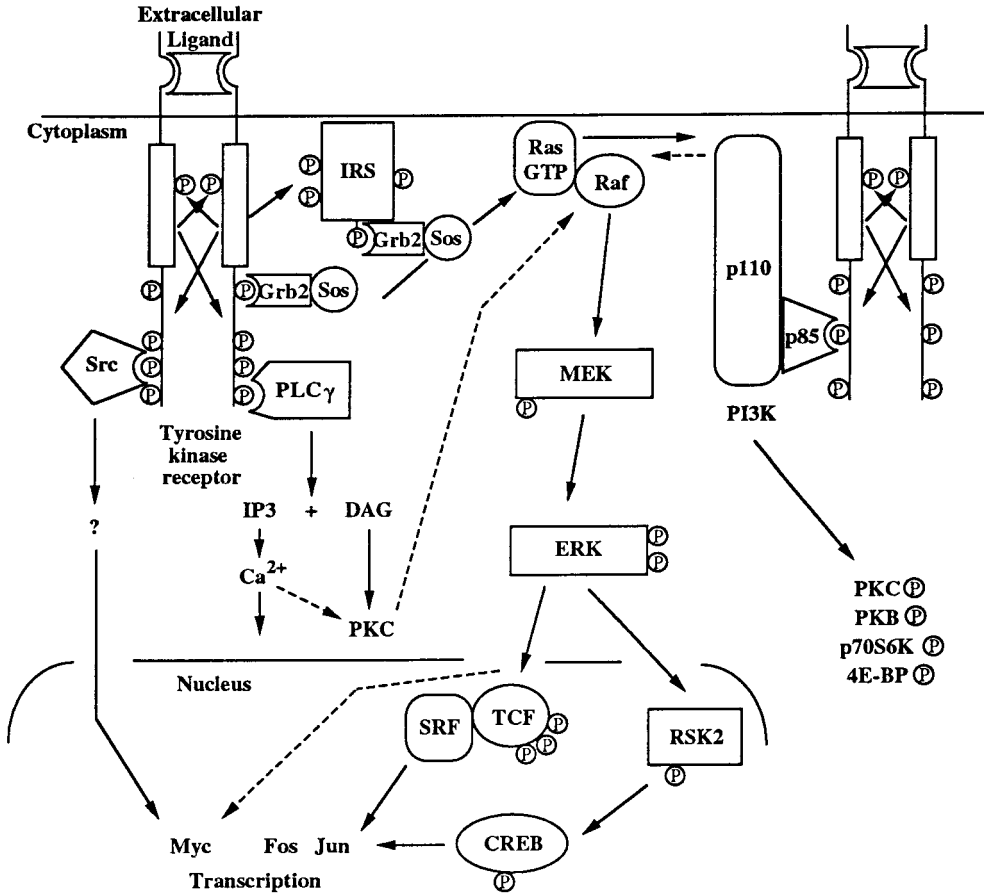 Extracellular
Ligand
Cytoplasm
P P
P
P
P
IRS
P
Grb2 Sos
Ras
GTP
Raf
P P
P
P
Grb2 Sos
p110
P
P
P
P
P
Src
P
P
P
P
PLCγ
p85
P
P
P
P
MEK
P
PI3K
Tyrosine
kinase
receptor
IP3 + DAG
?
ERK
P
P
Ca2+
PKC
PKC P
PKB P
p70S6K P
4E-BP P
Nucleus
SRF
TCF
P
P
P
RSK2
P
Myc Fos Jun
CREB
P
Transcription